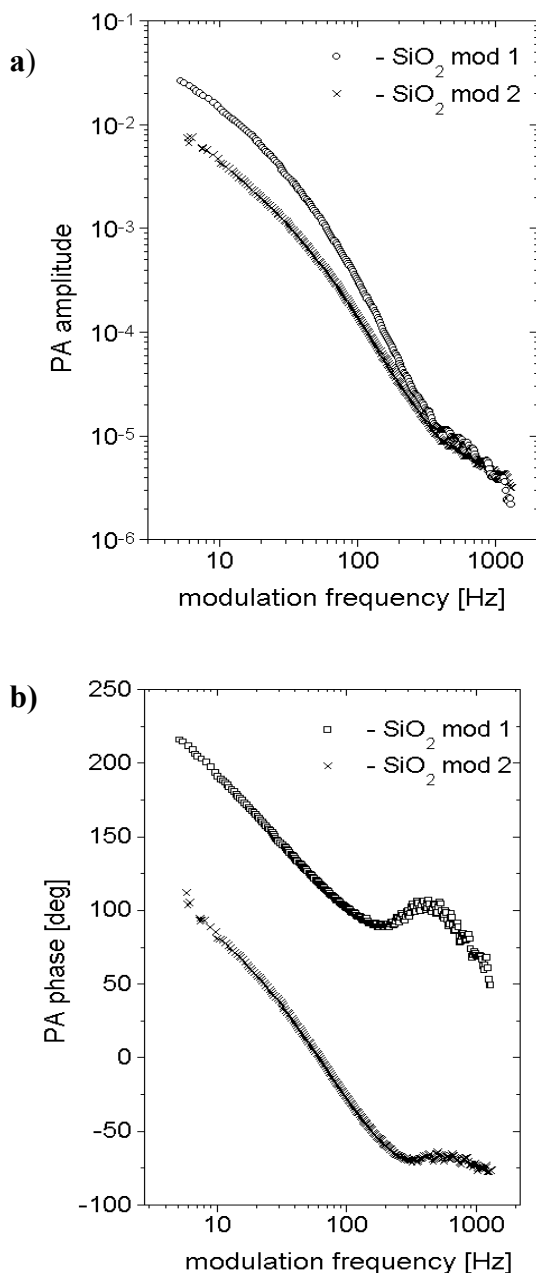 a)
10⁻¹
10⁻²
10⁻³
10⁻⁴
10⁻⁵
10⁻⁶
PA amplitude
- SiO₂ mod 1
- SiO₂ mod 2
10 100 1000
modulation frequency [Hz]
b)
250
200
150
100
50
0
-50
-100
PA phase [deg]
- SiO₂ mod 1
- SiO₂ mod 2
10 100 1000
modulation frequency [Hz]